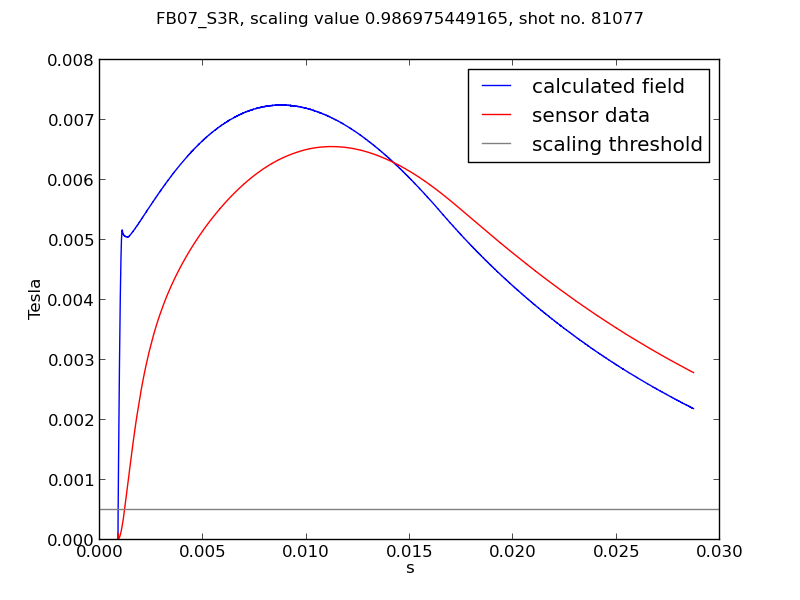 FB07_S3R, scaling value 0.986975449165, shot no. 81077
calculated field
sensor data
scaling threshold
Tesla
0.008
0.007
0.006
0.005
0.004
0.003
0.002
0.001
0.000
0.000 0.005 0.010 0.015 0.020 0.025 0.030
s